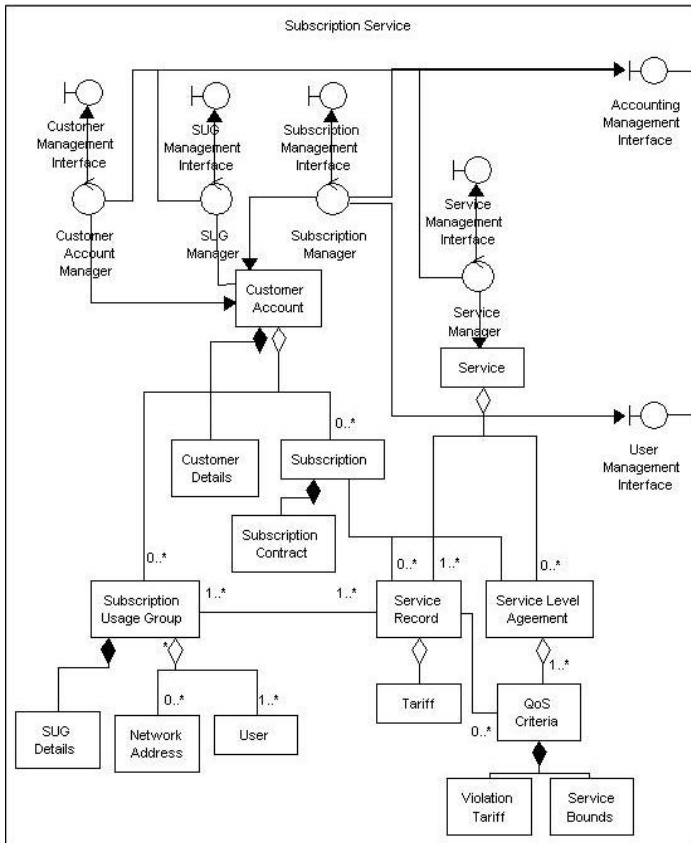 Subscription Service
Customer
Management
Interface
SUG
Management
Interface
Subscription
Management
Interface
Accounting
Management
Interface
Service
Management
Interface
Customer
Account
Manager
SUG
Manager
Subscription
Manager
Customer
Account
Service
Manager
Service
0..*
Customer
Details
Subscription
User
Management
Interface
Subscription
Contract
0..*
0..*
1..*
0..*
Subscription
Usage Group
1..*
1..*
Service
Record
Service Level
Ageement
*
0..*
1..*
1..*
SUG
Details
Network
Address
User
Tariff
QoS
Criteria
0..*
Violation
Tariff
Service
Bounds